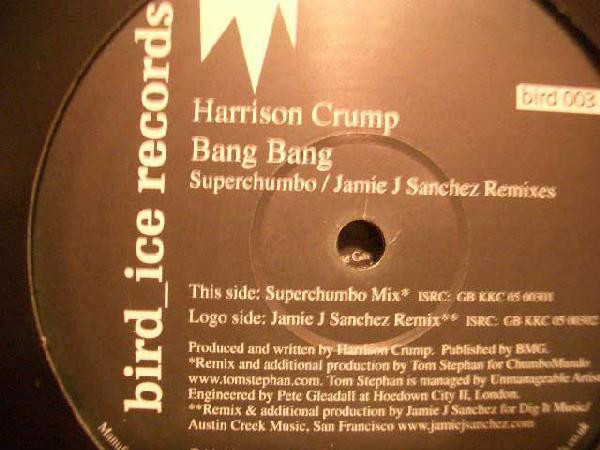 bird_ice records
bird 003
Harrison Crump
Bang Bang
Superchumbo / Jamie J Sanchez Remixes
This side: Superchumbo Mix* ISRC: GB KKC 05 00301
Logo side: Jamie J Sanchez Remix** ISRC: GB KKC 05 00302
Produced and written by Harrison Crump. Published by BMG.
*Remix and additional production by Tom Stephan for ChumboMundo
www.tomstephan.com. Tom Stephan is managed by Unmanageable Artist
Engineered by Pete Gleadall at Hoedown City II, London.
**Remix & additional production by Jamie J Sanchez for Dig It Music/
Austin Creek Music, San Francisco www.jamiejsanchez.com
Manuf